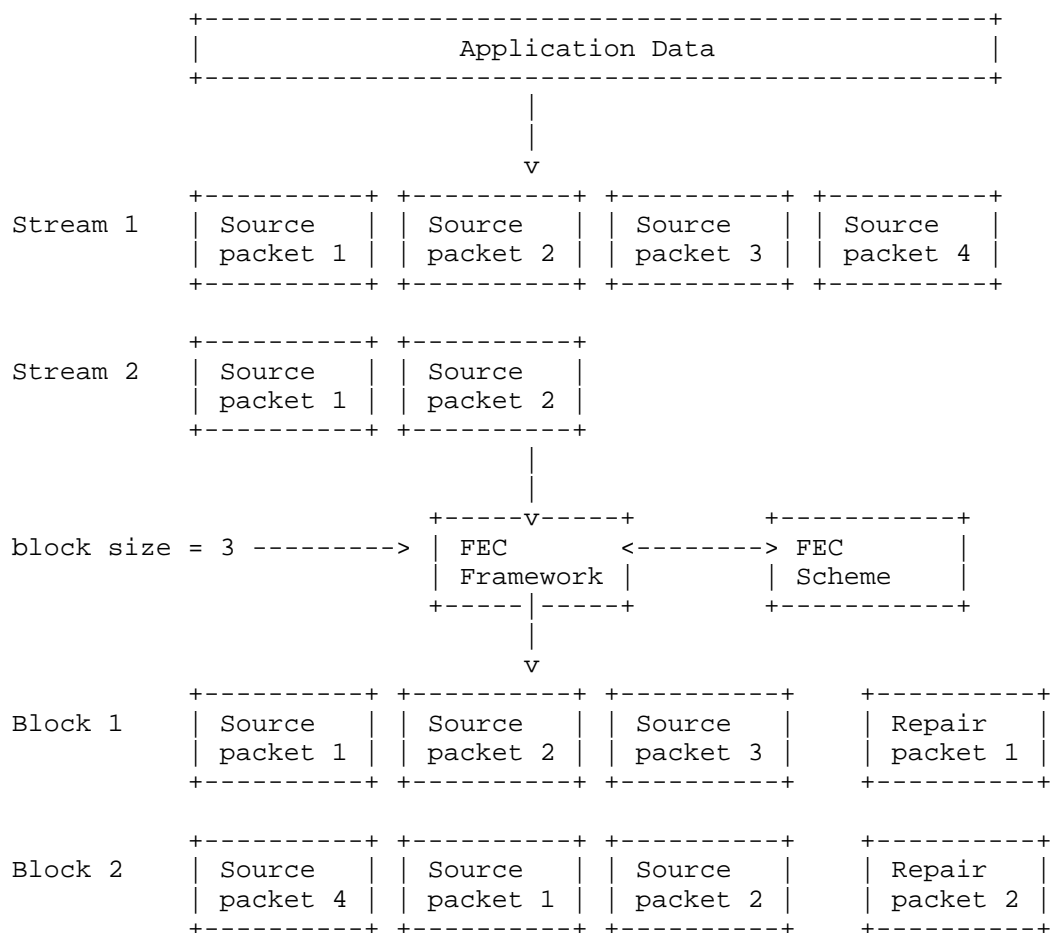 Application Data
Stream 1 Source Source Source Source
packet 1 packet 2 packet 3 packet 4
Stream 2 Source Source
packet 1 packet 2
v
block size = 3 ---------> FEC <--------> FEC
Framework Scheme
v
Block 1 Source Source Source Repair
packet 1 packet 2 packet 3 packet 1
Block 2 Source Source Source Repair
packet 4 packet 1 packet 2 packet 2